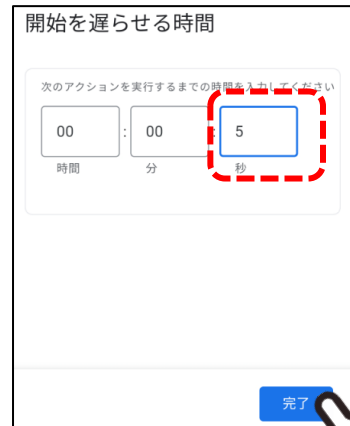 開始を遅らせる時間
次のアクションを実行するまでの時間を入力してください
00 : 00 : 5
時間 分 秒
完了